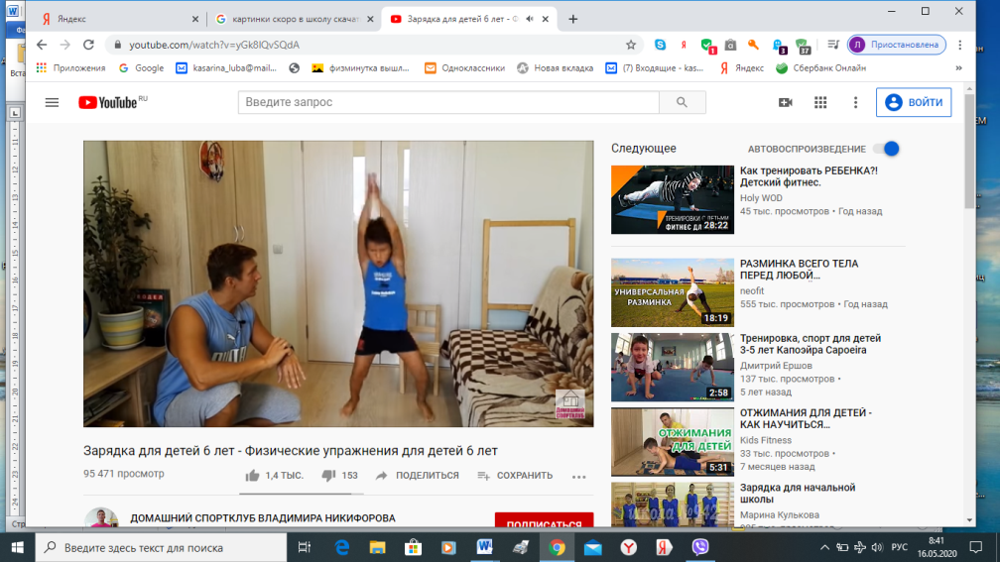 Яндекс
картинки скоро в школу скачат
Зарядка для детей 6 лет - Ф
youtube.com/watch?v=yGk8IQvSQdA
Л Приостановлена
Приложения
Google
kasarina_luba@mail...
физминутка вышл...
Одноклассники
Новая вкладка
(7) Входящие - kas...
Яндекс
Сбербанк Онлайн
YouTube RU
Введите запрос
ВОЙТИ
Следующее
АВТОВОСПРОИЗВЕДЕНИЕ
28:22
Как тренировать РЕБЕНКА?!
Детский фитнес.
Holy WOD
45 тыс. просмотров • Год назад
УНИВЕРСАЛЬНАЯ
РАЗМИНКА
18:19
РАЗМИНКА ВСЕГО ТЕЛА
ПЕРЕД ЛЮБОЙ...
neofit
555 тыс. просмотров • Год назад
2:58
Тренировка, спорт для детей
3-5 лет Капоэйра Capoeira
Дмитрий Ершов
137 тыс. просмотров •
5 лет назад
ОТЖИМАНИЯ
ДЛЯ ДЕТЕЙ
5:31
ОТЖИМАНИЯ ДЛЯ ДЕТЕЙ -
КАК НАУЧИТЬСЯ...
Kids Fitness
33 тыс. просмотров •
7 месяцев назад
Зарядка для начальной
школы
Марина Кулькова
Зарядка для детей 6 лет - Физические упражнения для детей 6 лет
95 471 просмотр
1,4 ТЫС.
153
ПОДЕЛИТЬСЯ
СОХРАНИТЬ
ДОМАШНИЙ СПОРТКЛУБ ВЛАДИМИРА НИКИФОРОВА
ПОДПИСАТЬСЯ
Введите здесь текст для поиска
РУС
8:41
16.05.2020